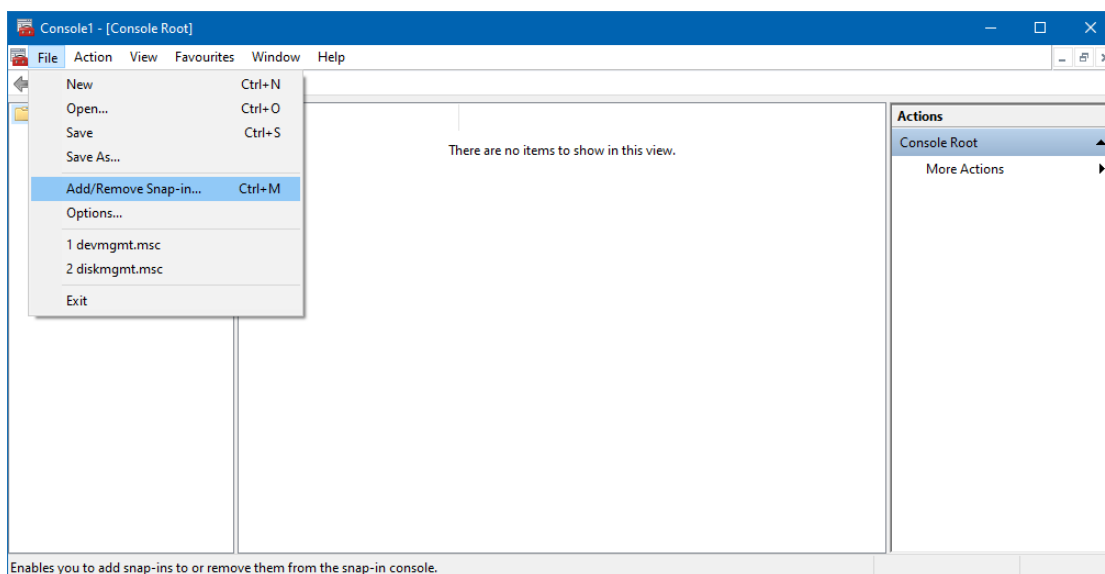 Console1 - [Console Root]
File Action View Favourites Window Help
New Ctrl+N
Open... Ctrl+O
Save Ctrl+S
Save As...
Add/Remove Snap-in... Ctrl+M
Options...
1 devmgmt.msc
2 diskmgmt.msc
Exit
There are no items to show in this view.
Actions
Console Root
More Actions
Enables you to add snap-ins to or remove them from the snap-in console.